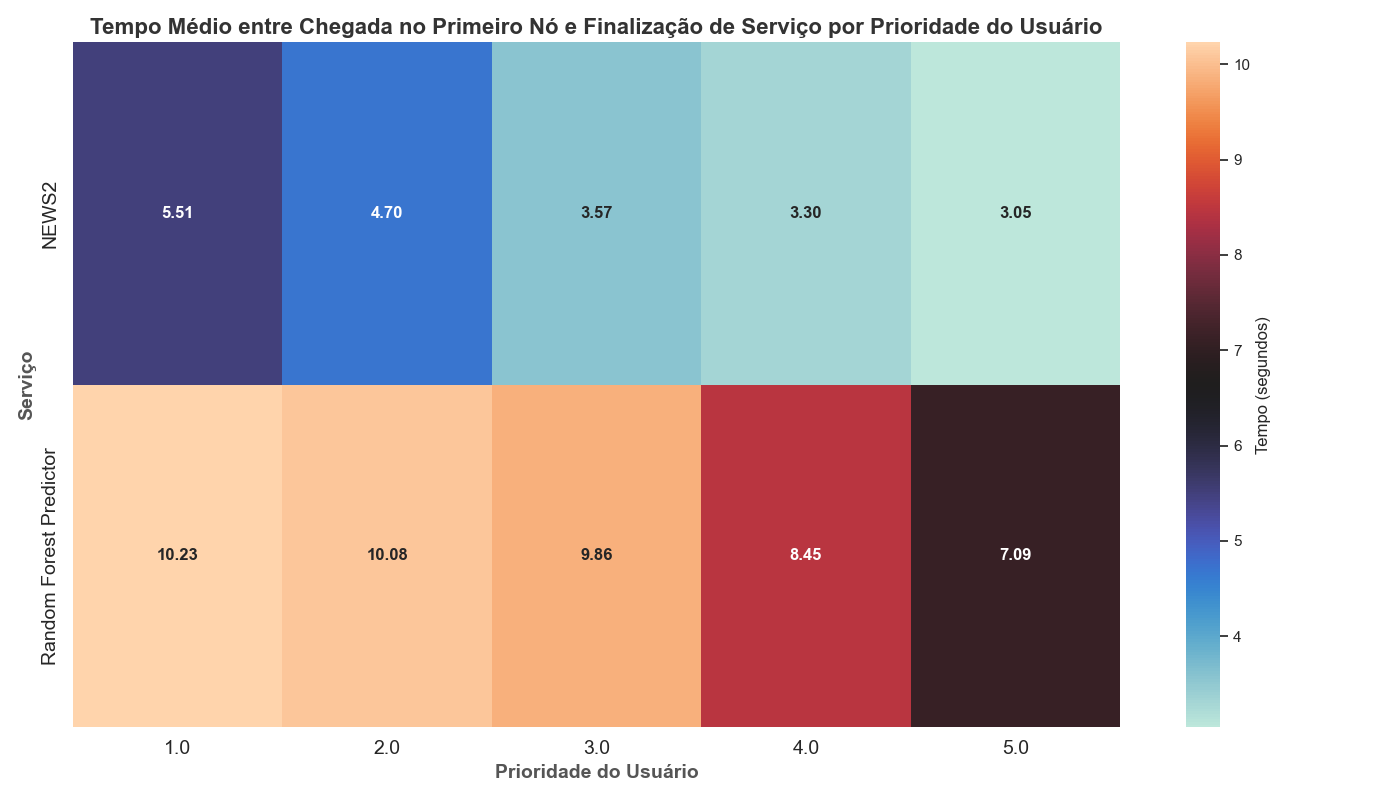 Tempo Médio entre Chegada no Primeiro Nó e Finalização de Serviço por Prioridade do Usuário
Serviço
NEWS2
5.51 4.70 3.57 3.30 3.05
Random Forest Predictor
10.23 10.08 9.86 8.45 7.09
1.0 2.0 3.0 4.0 5.0
Prioridade do Usuário
10
9
8
7
6
5
4
Tempo (segundos)